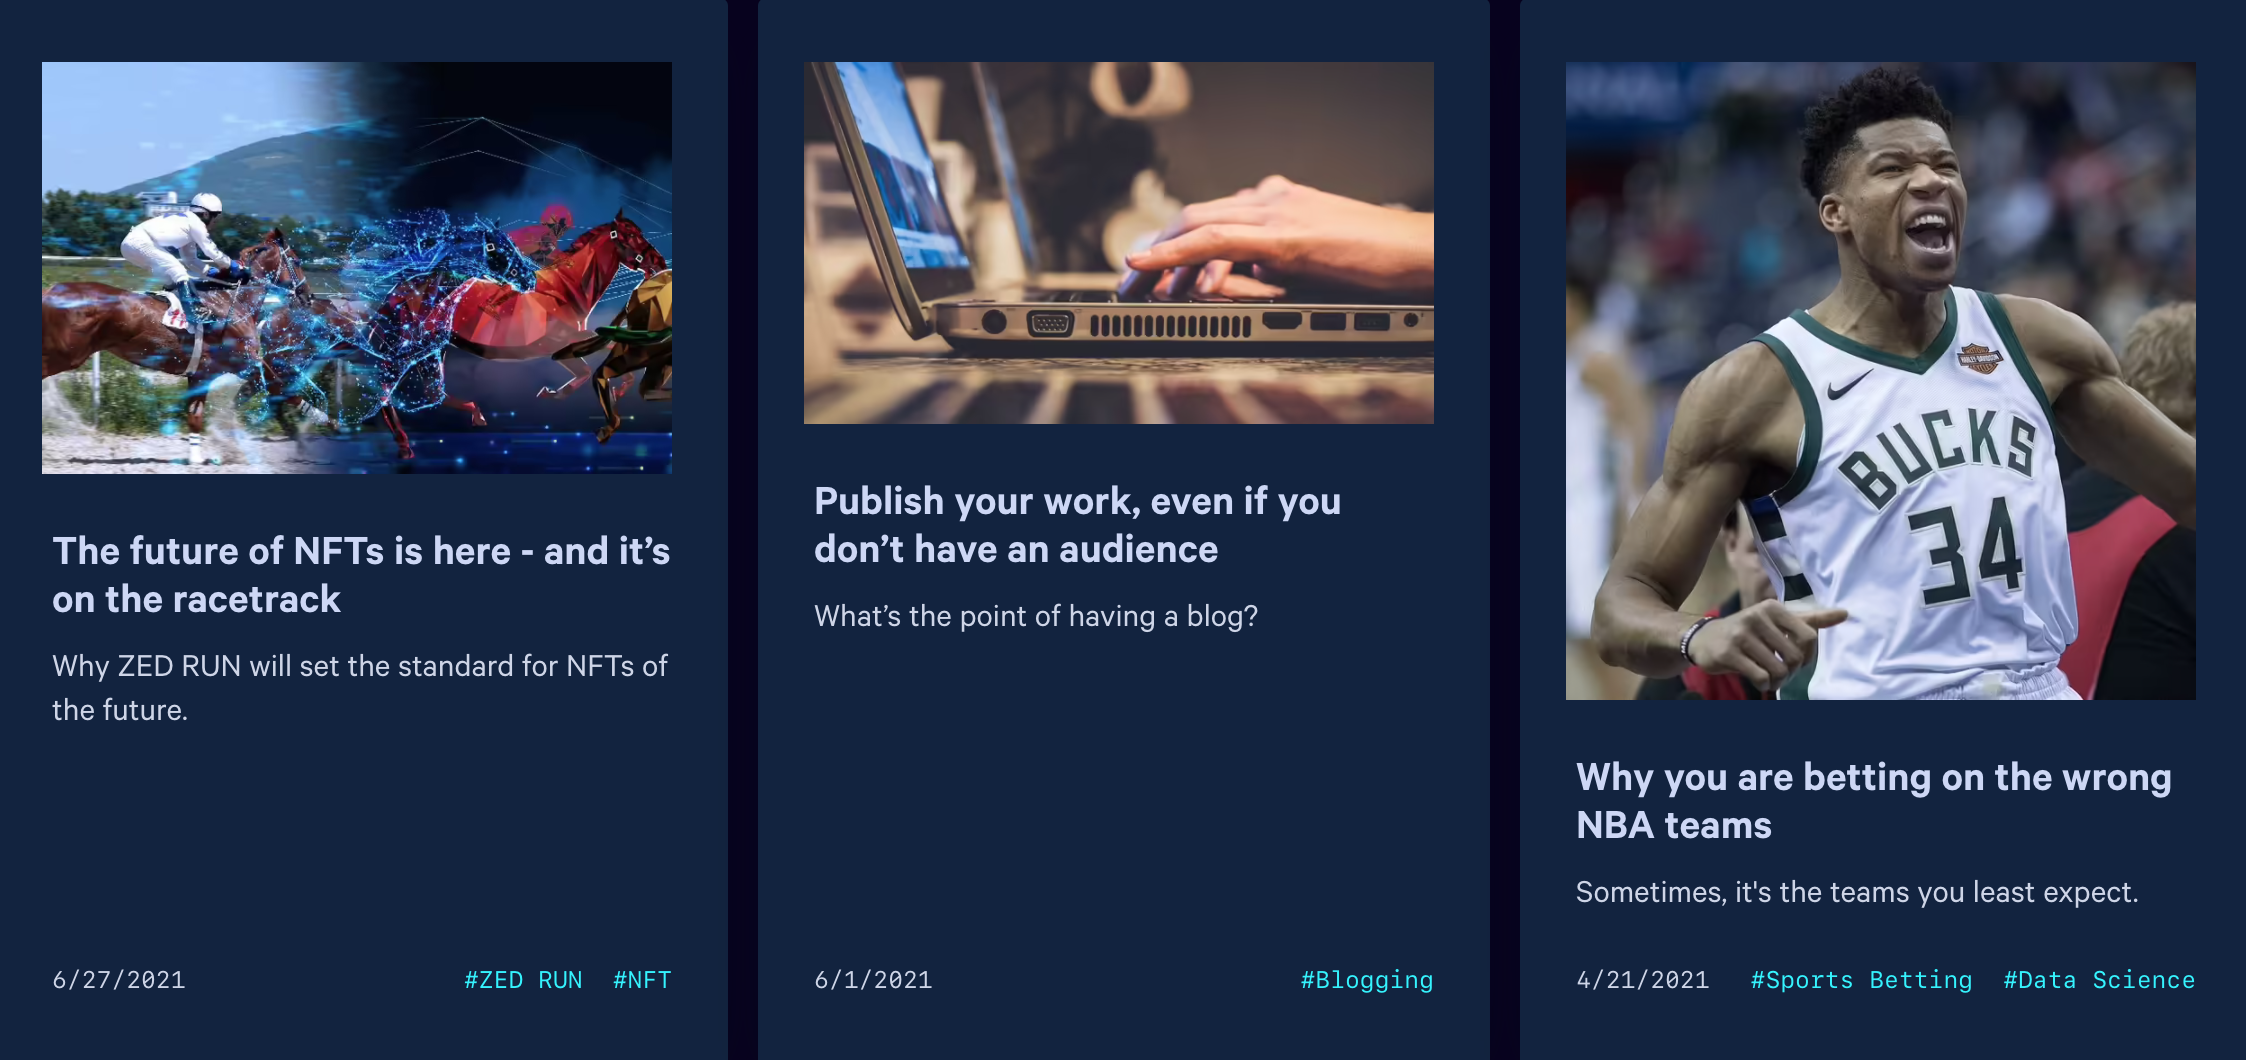 The future of NFTs is here - and it’s
on the racetrack
Why ZED RUN will set the standard for NFTs of
the future.
6/27/2021 #ZED RUN #NFT
Publish your work, even if you
don’t have an audience
What’s the point of having a blog?
6/1/2021 #Blogging
HARLEY-DAVIDSON
BUCKS
34
Why you are betting on the wrong
NBA teams
Sometimes, it's the teams you least expect.
4/21/2021 #Sports Betting #Data Science